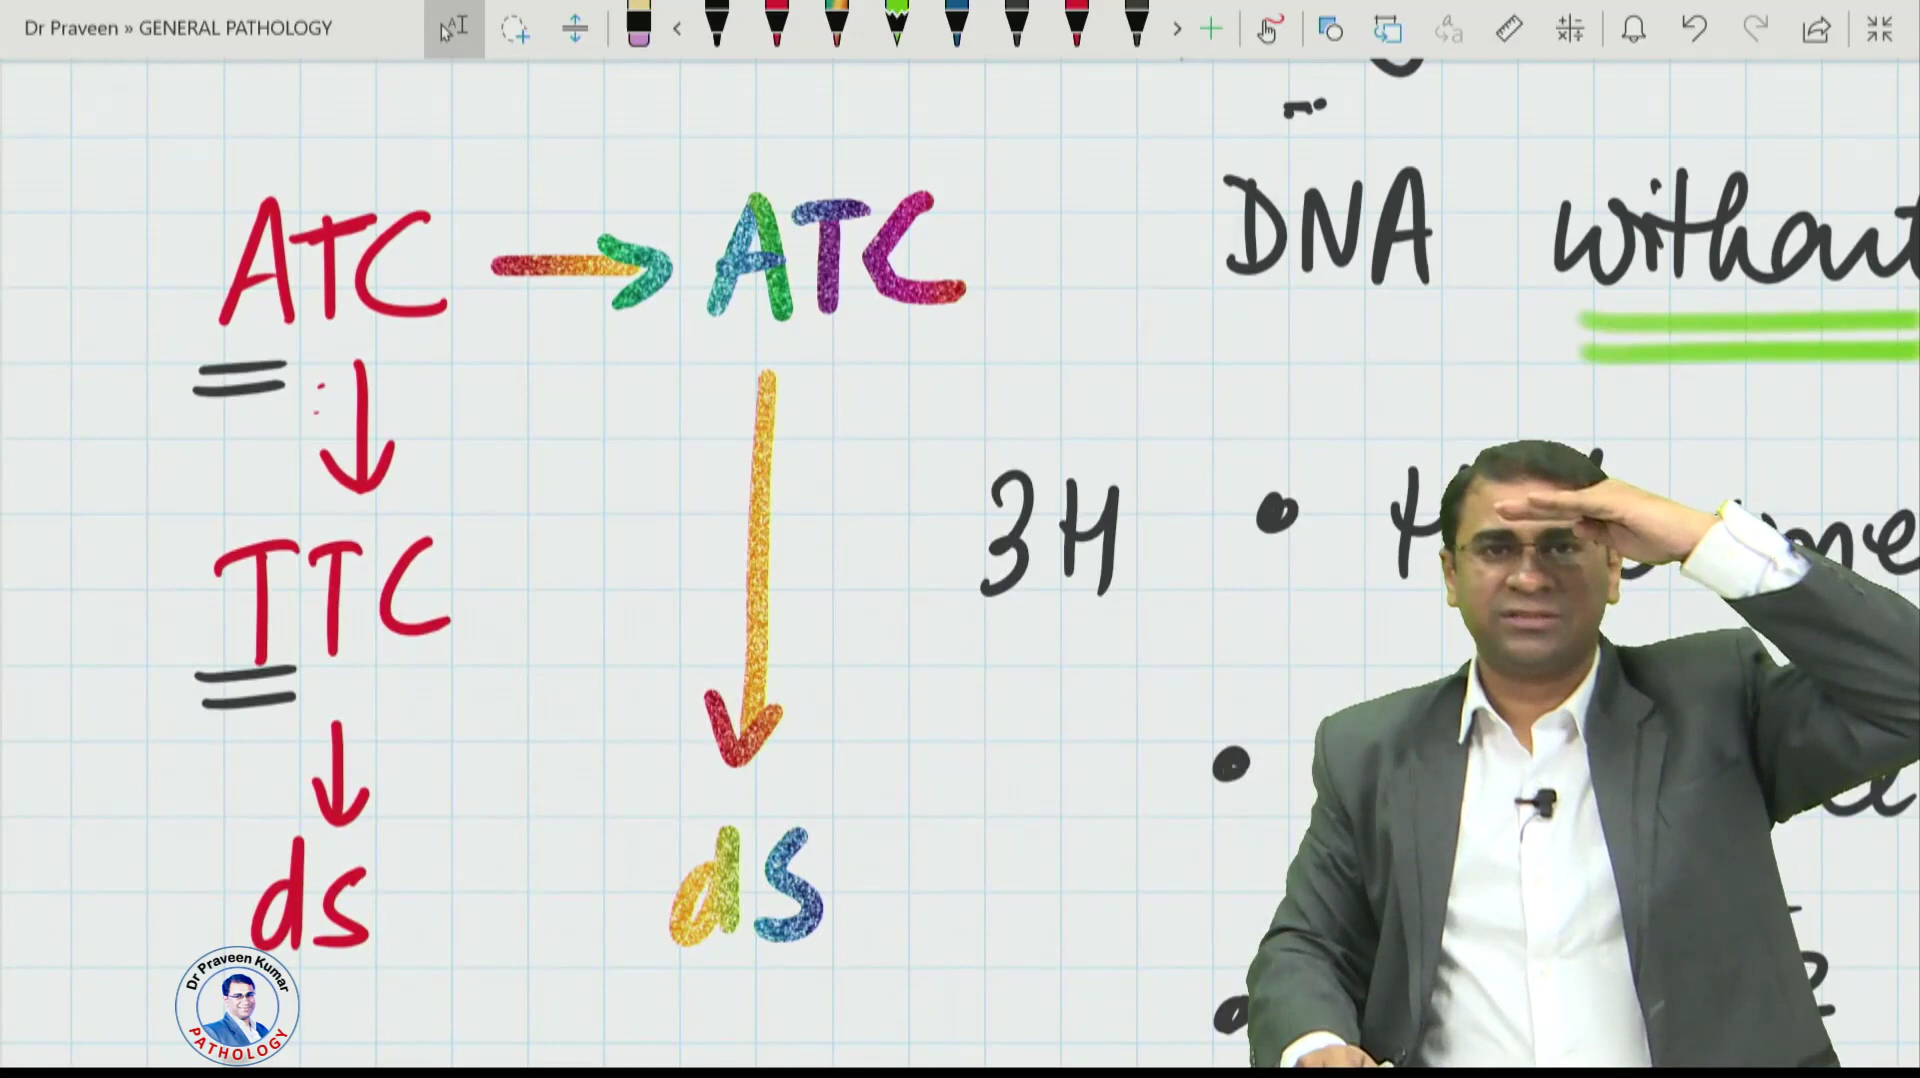 Dr Praveen » GENERAL PATHOLOGY
ATC → ATC
DNA without
TTC
3H •
ds ds
Dr Praveen Kumar
PATHOLOGY